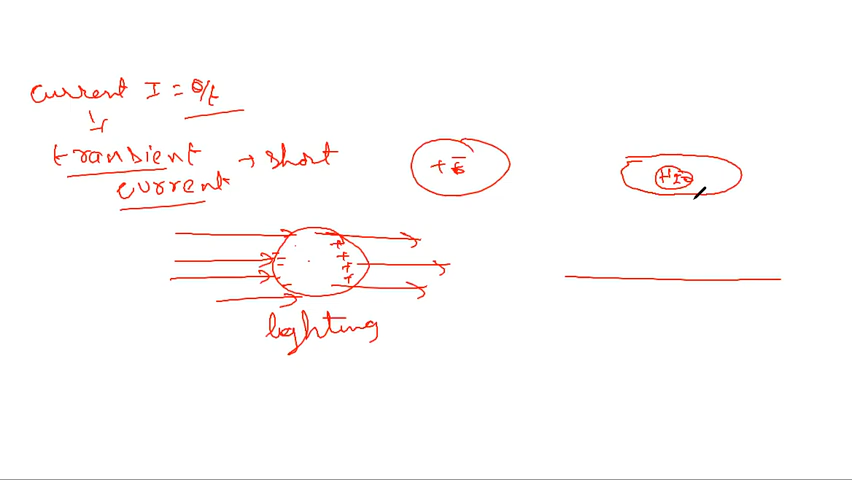 current I = Q/t
transient → short
current
lighting